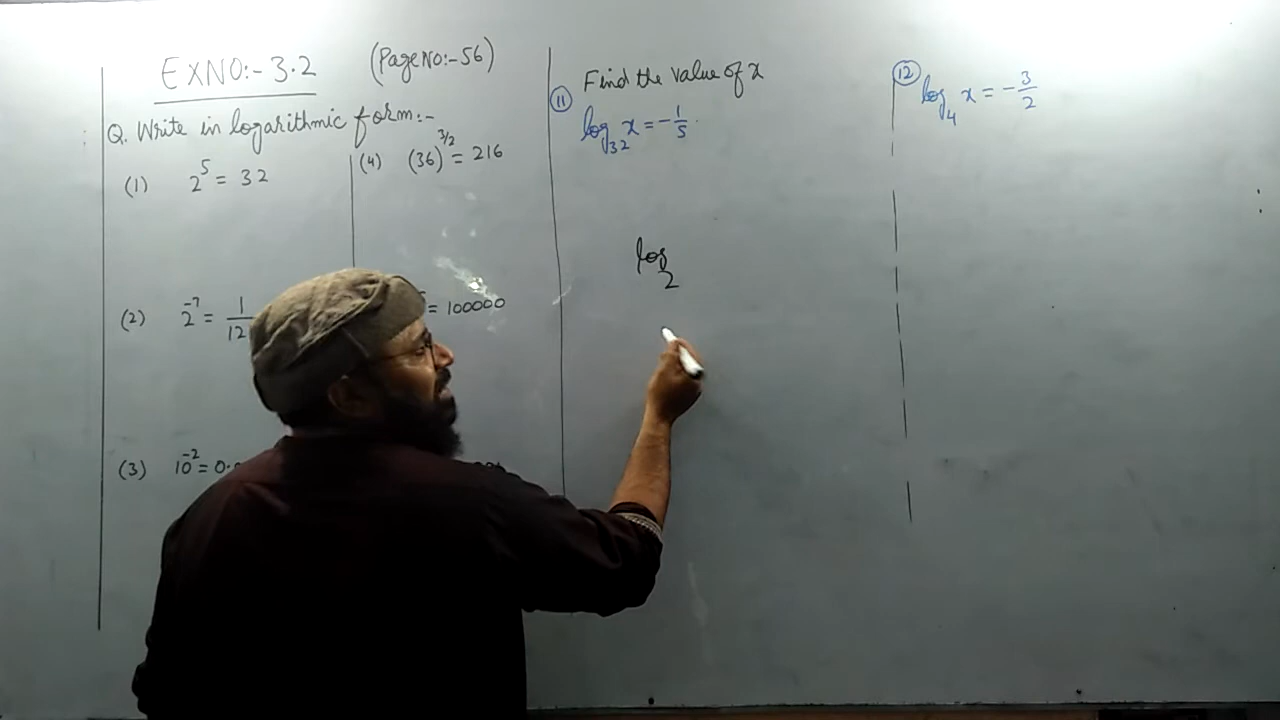 EXNO:- 3.2 (Page NO:-56)
Q. Write in logarithmic form:-
(1) 2^5 = 32
(4) (36)^3/2 = 216
(2) 2^-7 = 1/12
= 100000
(3) 10^-2 = 0.
Find the value of x
(11) log_32 x = -1/5
log_2
(12) log_4 x = -3/2